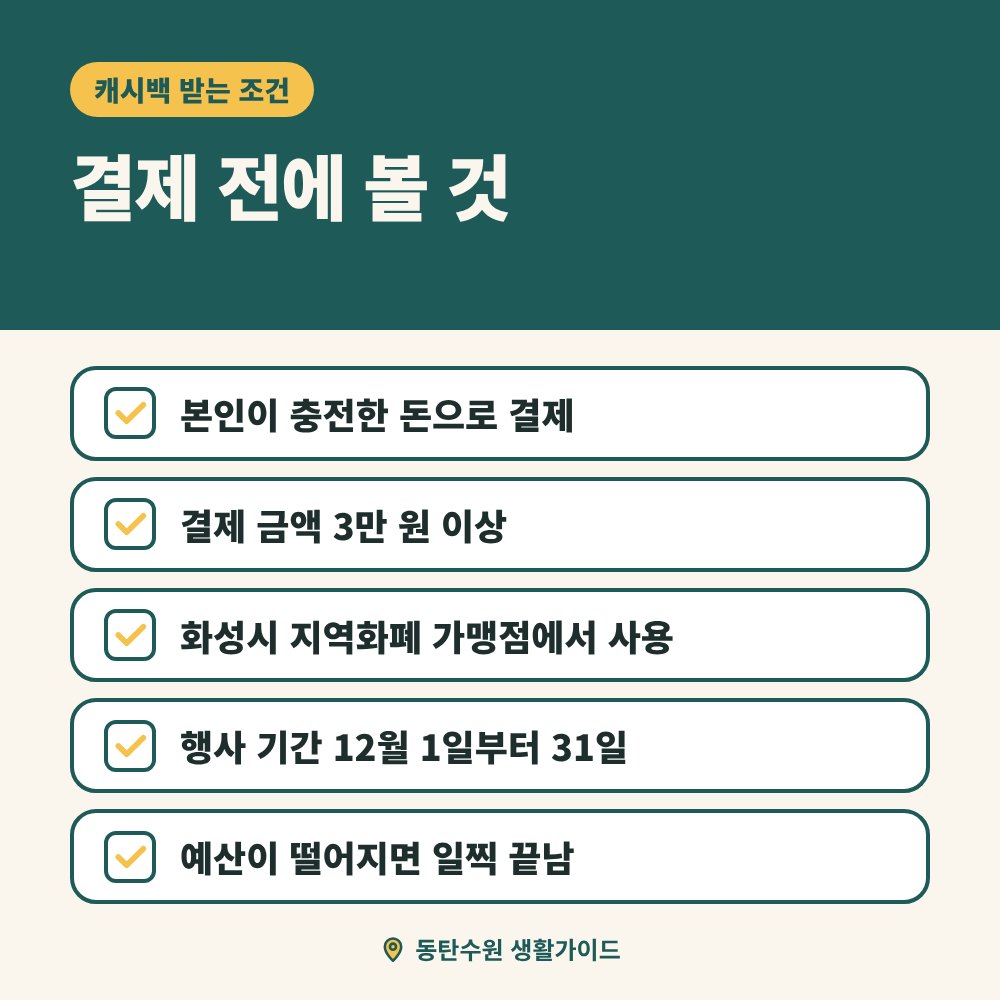 캐시백 받는 조건
결제 전에 볼 것
본인이 충전한 돈으로 결제
결제 금액 3만 원 이상
화성시 지역화폐 가맹점에서 사용
행사 기간 12월 1일부터 31일
예산이 떨어지면 일찍 끝남
동탄수원 생활가이드